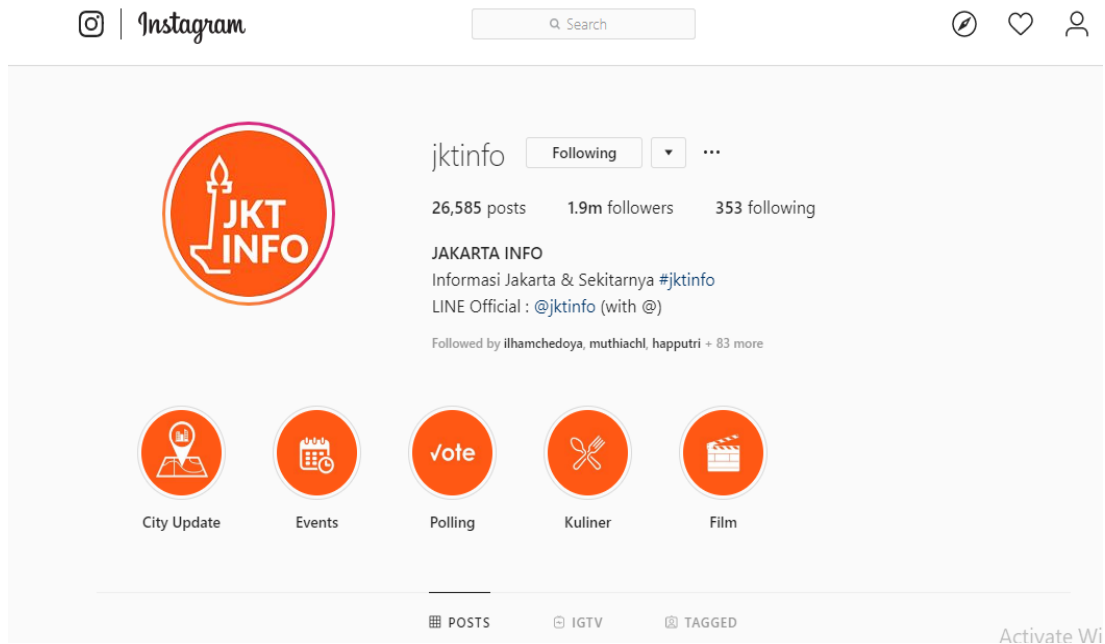 Instagram
Search
JKT
INFO
jktinfo Following
26,585 posts 1.9m followers 353 following
JAKARTA INFO
Informasi Jakarta & Sekitarnya #jktinfo
LINE Official : @jktinfo (with @)
Followed by ilhamchedoya, muthiachl, happutri + 83 more
√ote
City Update Events Polling Kuliner Film
POSTS IGTV TAGGED
Activate Wi